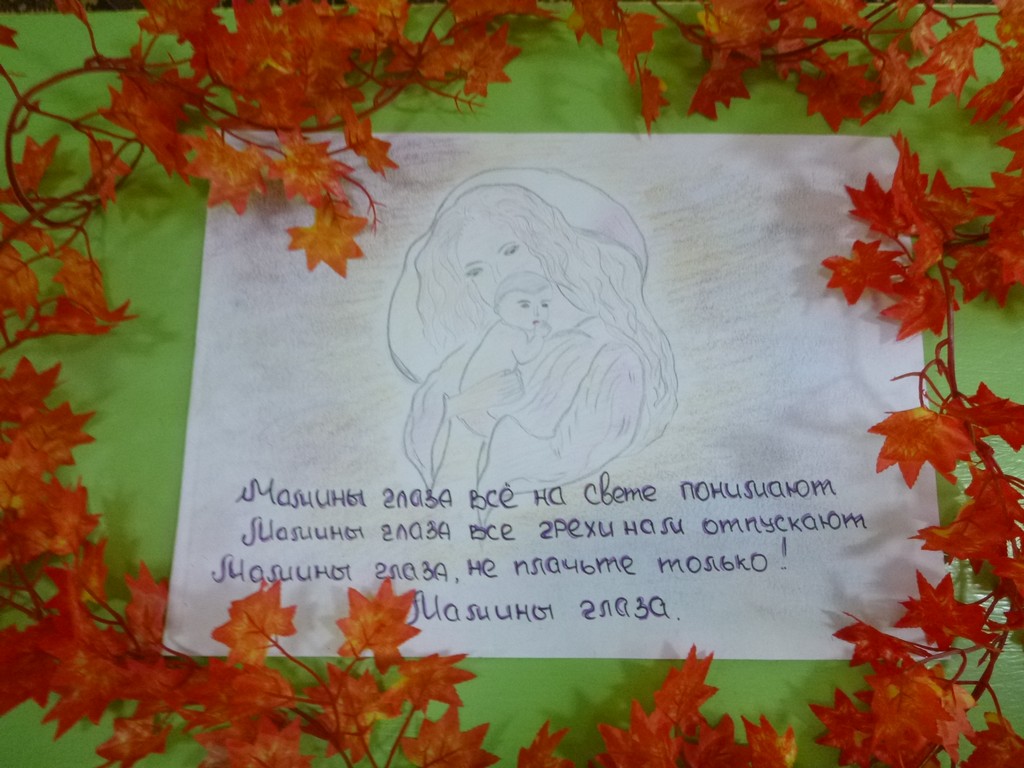 Мамины глаза всё на свете понимают
Мамины глаза все грехи нам отпускают
Мамины глаза, не плачьте только!
Мамины глаза.